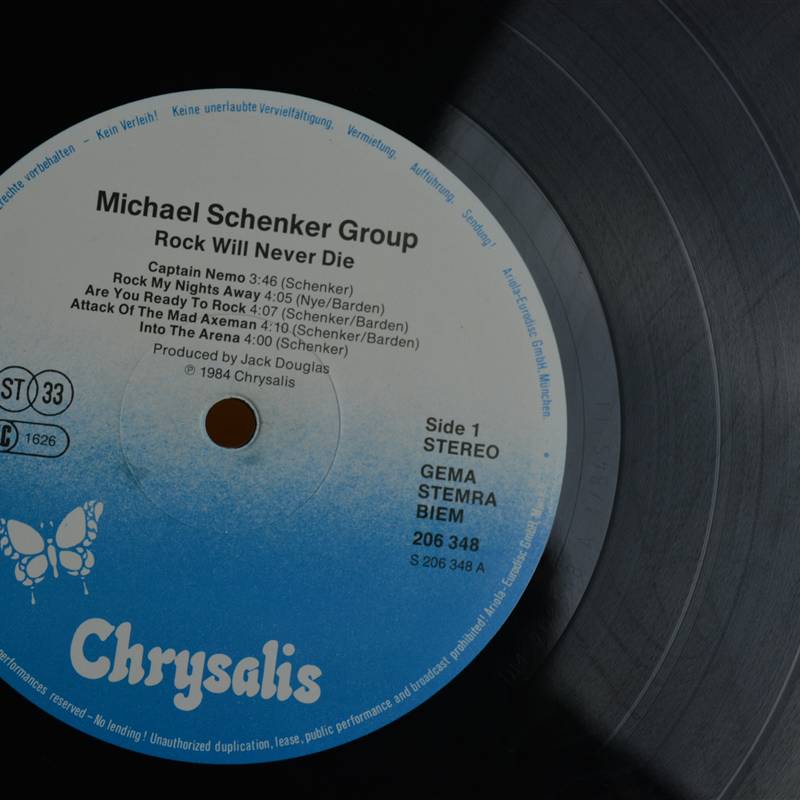 rechte vorbehalten – Kein Verleih! Keine unerlaubte Vervielfältigung, Vermietung, Aufführung, Sendung!
Ariola-Eurodisc GmbH, München
Michael Schenker Group
Rock Will Never Die
Captain Nemo 3:46 (Schenker)
Rock My Nights Away 4:05 (Nye/Barden)
Are You Ready To Rock 4:07 (Schenker/Barden)
Attack Of The Mad Axeman 4:10 (Schenker/Barden)
Into The Arena 4:00 (Schenker)
Produced by Jack Douglas
℗ 1984 Chrysalis
ST 33
C 1626
Side 1
STEREO
GEMA
STEMRA
BIEM
206 348
S 206 348 A
Chrysalis
performances reserved – No lending! Unauthorized duplication, lease, public performance and broadcast prohibited! Ariola-Eurodisc GmbH,